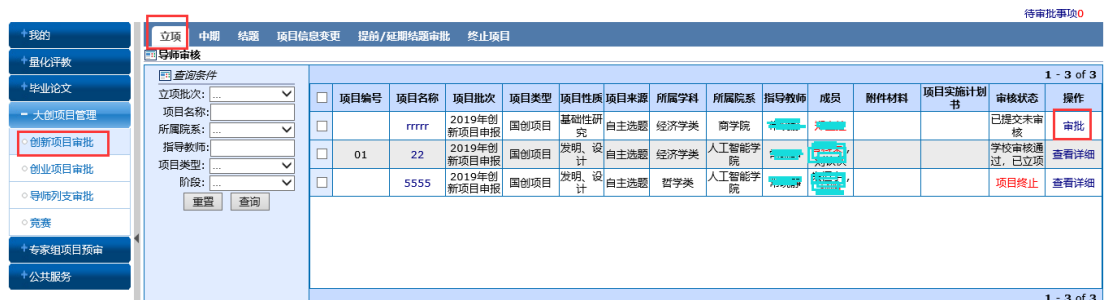 待审批事项0
我的
量化评教
毕业论文
大创项目管理
创新项目审批
创业项目审批
导师列支审批
竞赛
专家组项目预审
公共服务
立项 中期 结题 项目信息变更 提前/延期结题审批 终止项目
导师审核
查询条件
立项批次: ...
项目名称:
所属院系: ...
指导教师:
项目类型: ...
阶段: ...
重置 查询
1 - 3 of 3
项目编号 项目名称 项目批次 项目类型 项目性质 项目来源 所属学科 所属院系 指导教师 成员 附件材料 项目实施计划书 审核状态 操作
rrrrr 2019年创新项目申报 国创项目 基础性研究 自主选题 经济学类 商学院 已提交未审核 审批
01 22 2019年创新项目申报 国创项目 发明、设计 自主选题 经济学类 人工智能学院 学校审核通过，已立项 查看详细
5555 2019年创新项目申报 国创项目 发明、设计 自主选题 哲学类 人工智能学院 项目终止 查看详细
1 - 3 of 3